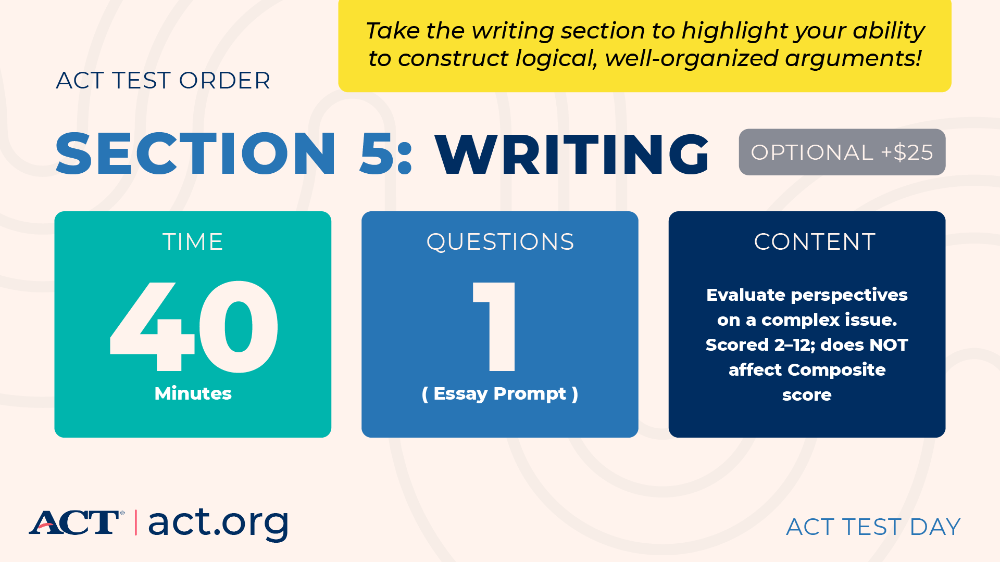 Take the writing section to highlight your ability
to construct logical, well-organized arguments!
ACT TEST ORDER
SECTION 5: WRITING
OPTIONAL +$25
TIME
40
Minutes
QUESTIONS
1
( Essay Prompt )
CONTENT
Evaluate perspectives
on a complex issue.
Scored 2–12; does NOT
affect Composite
score
ACT® | act.org
ACT TEST DAY